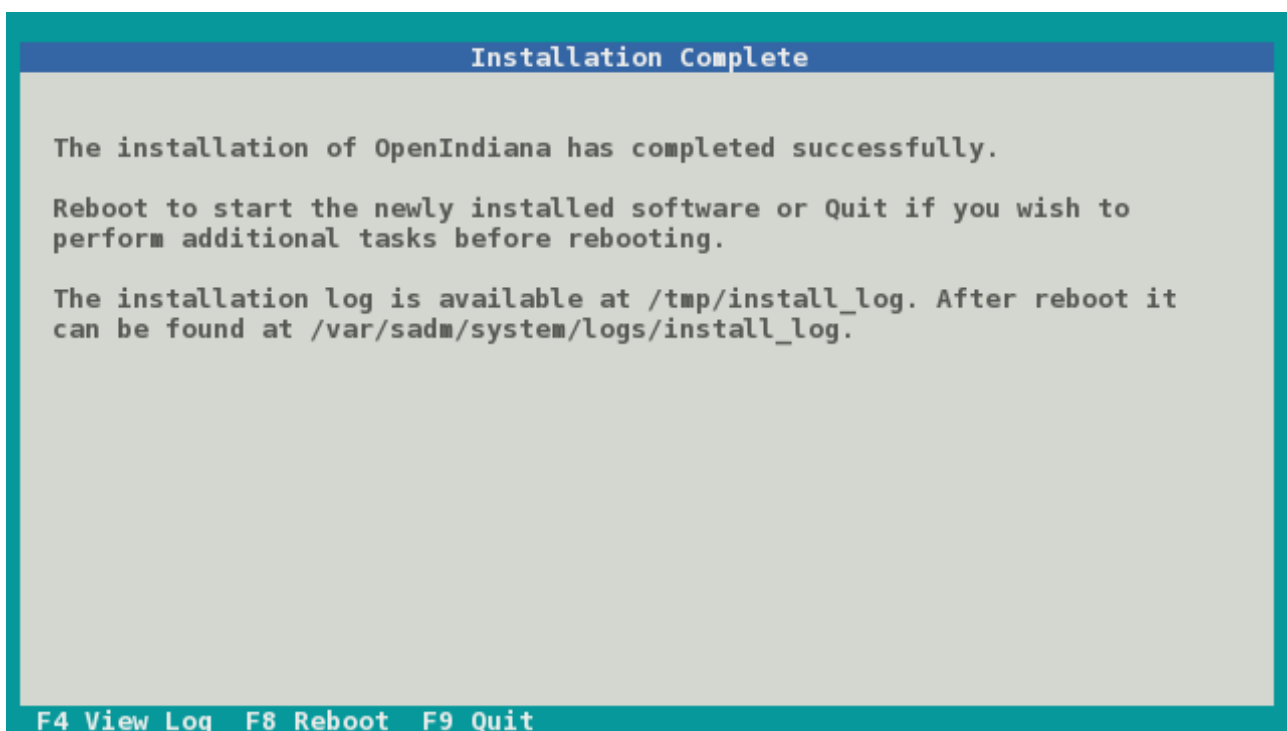 Installation Complete
The installation of OpenIndiana has completed successfully.
Reboot to start the newly installed software or Quit if you wish to
perform additional tasks before rebooting.
The installation log is available at /tmp/install_log. After reboot it
can be found at /var/sadm/system/logs/install_log.
F4 View Log  F8 Reboot  F9 Quit